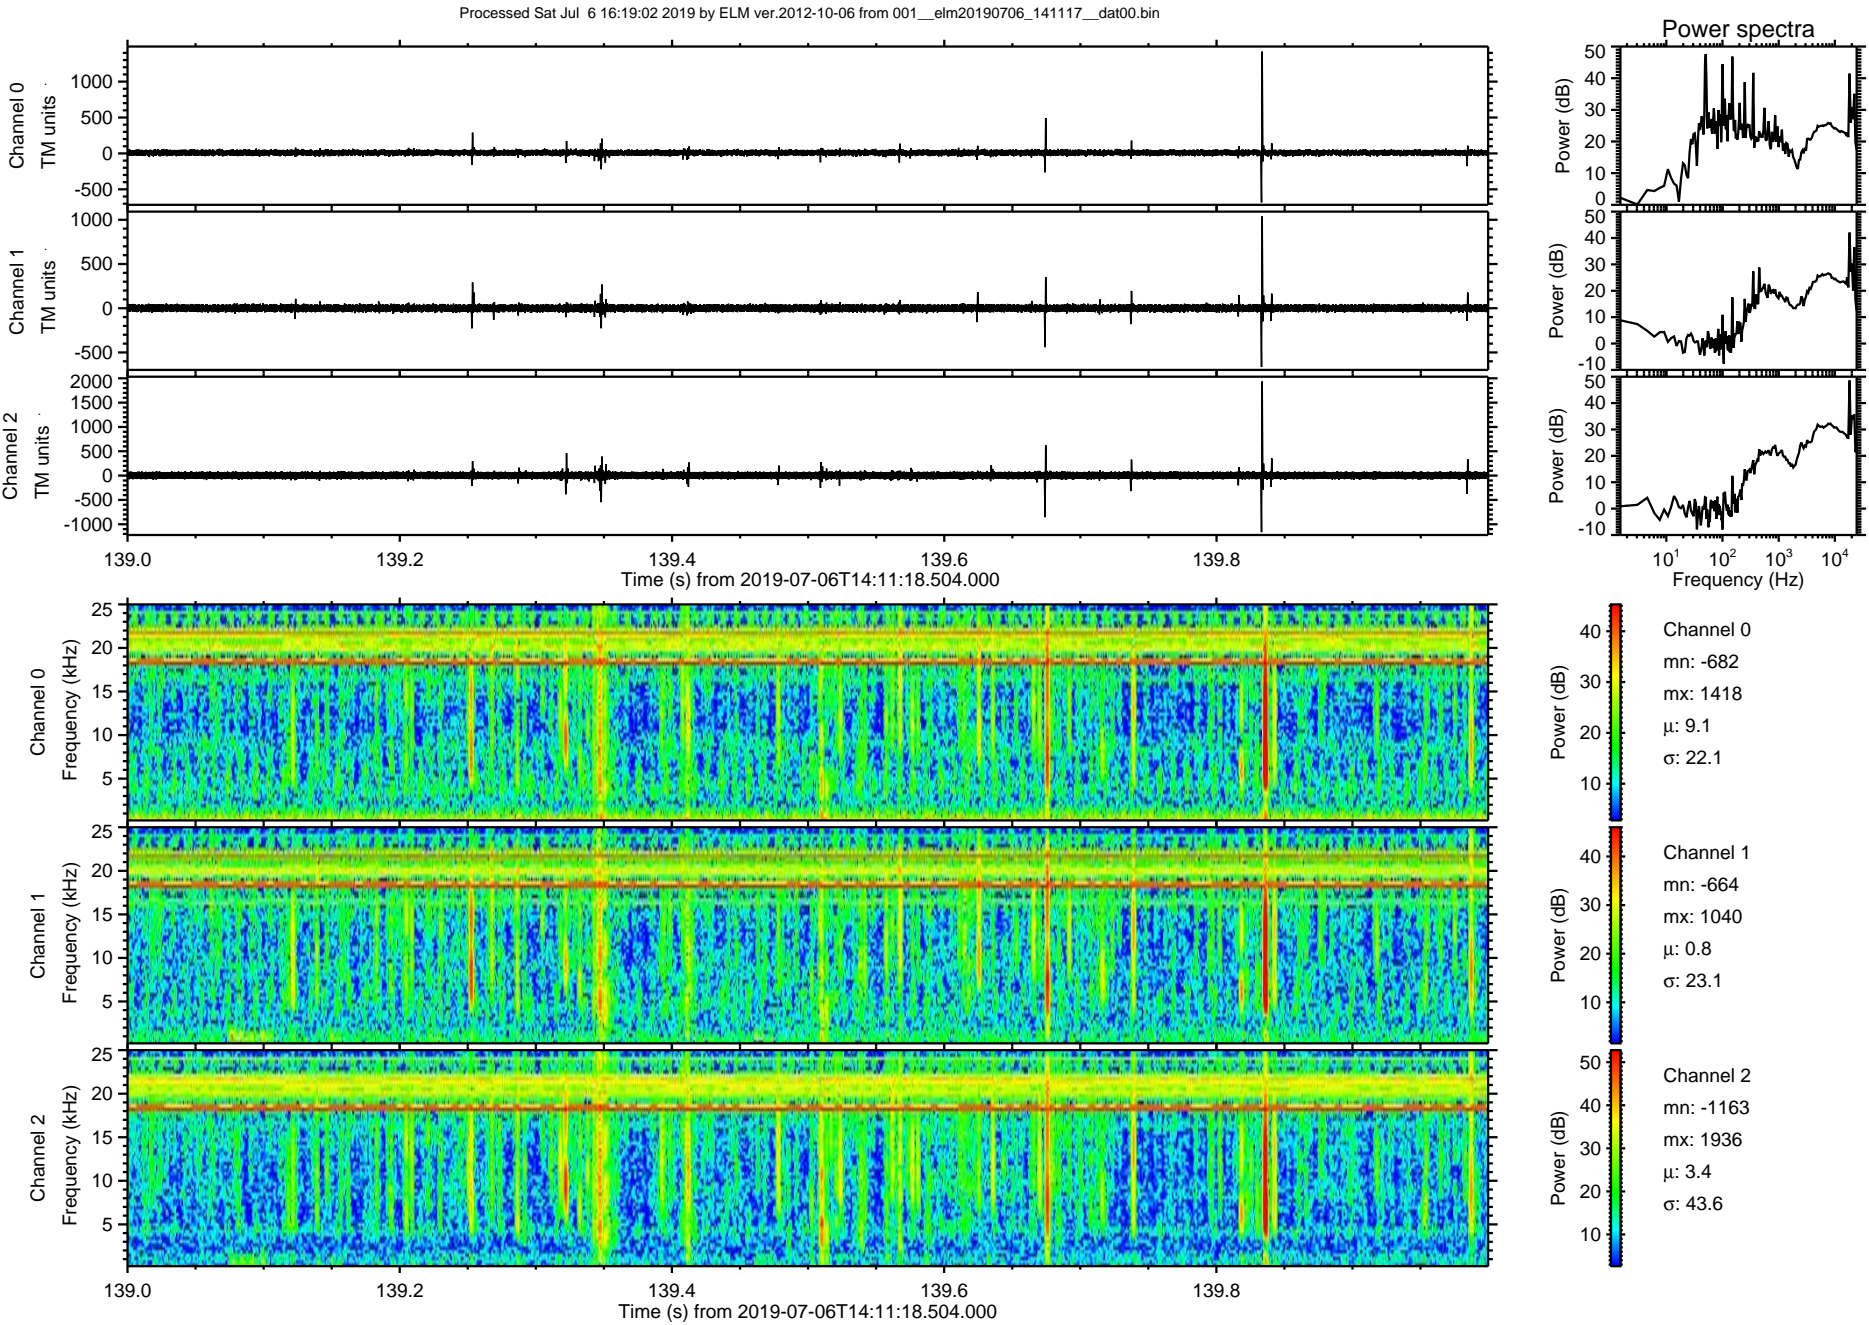 Processed Sat Jul  6 16:19:02 2019 by ELM ver.2012-10-06 from 001__elm20190706_141117__dat00.bin
Power spectra
Channel 0
TM units
1000
500
0
-500
Power (dB)
50
40
30
20
10
0
Channel 1
TM units
1000
500
0
-500
Power (dB)
50
40
30
20
10
0
-10
Channel 2
TM units
2000
1500
1000
500
0
-500
-1000
Power (dB)
50
40
30
20
10
0
-10
139.0 139.2 139.4 139.6 139.8
Time (s) from 2019-07-06T14:11:18.504.000
10^1 10^2 10^3 10^4
Frequency (Hz)
Channel 0
Frequency (kHz)
25
20
15
10
5
Power (dB)
40
30
20
10
Channel 0
mn: -682
mx: 1418
μ: 9.1
σ: 22.1
Channel 1
Frequency (kHz)
25
20
15
10
5
Power (dB)
40
30
20
10
Channel 1
mn: -664
mx: 1040
μ: 0.8
σ: 23.1
Channel 2
Frequency (kHz)
25
20
15
10
5
Power (dB)
50
40
30
20
10
Channel 2
mn: -1163
mx: 1936
μ: 3.4
σ: 43.6
139.0 139.2 139.4 139.6 139.8
Time (s) from 2019-07-06T14:11:18.504.000